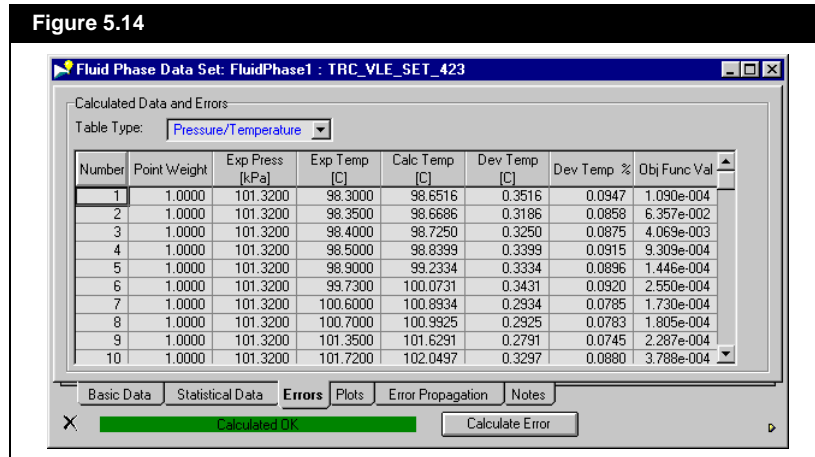 Figure 5.14
Fluid Phase Data Set: FluidPhase1 : TRC_VLE_SET_423
Calculated Data and Errors
Table Type: Pressure/Temperature
Number Point Weight Exp Press [kPa] Exp Temp [C] Calc Temp [C] Dev Temp [C] Dev Temp % Obj Func Val
1 1.0000 101.3200 98.3000 98.6516 0.3516 0.0947 1.090e-004
2 1.0000 101.3200 98.3500 98.6686 0.3186 0.0858 6.357e-002
3 1.0000 101.3200 98.4000 98.7250 0.3250 0.0875 4.069e-003
4 1.0000 101.3200 98.5000 98.8399 0.3399 0.0915 9.309e-004
5 1.0000 101.3200 98.9000 99.2334 0.3334 0.0896 1.446e-004
6 1.0000 101.3200 99.7300 100.0731 0.3431 0.0920 2.550e-004
7 1.0000 101.3200 100.6000 100.8934 0.2934 0.0785 1.730e-004
8 1.0000 101.3200 100.7000 100.9925 0.2925 0.0783 1.805e-004
9 1.0000 101.3200 101.3500 101.6291 0.2791 0.0745 2.287e-004
10 1.0000 101.3200 101.7200 102.0497 0.3297 0.0880 3.788e-004
Basic Data Statistical Data Errors Plots Error Propagation Notes
Calculated OK Calculate Error